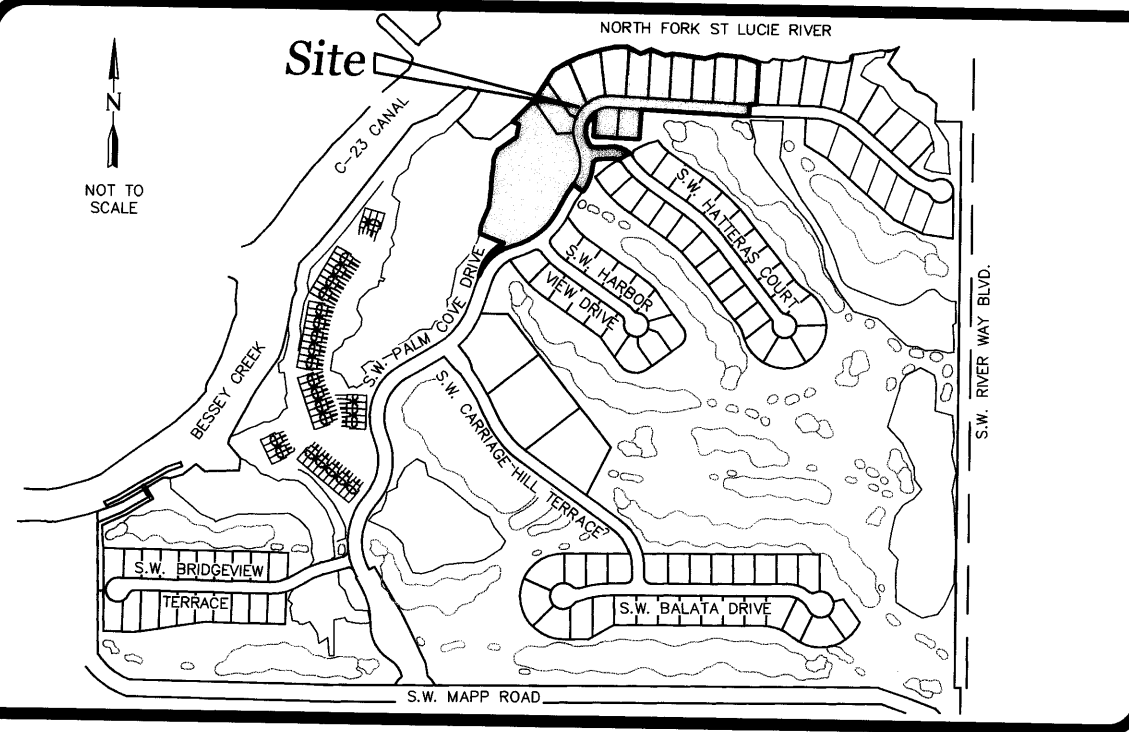 NORTH FORK ST LUCIE RIVER
Site
N
NOT TO
SCALE
C-23 CANAL
S.W. HATTERAS COURT
S.W. HARBOR
VIEW DRIVE
S.W. PALM COVE DRIVE
S.W. RIVER WAY BLVD.
BESSEY CREEK
S.W. CARRIAGE HILL TERRACE?
S.W. BRIDGEVIEW
TERRACE
S.W. BALATA DRIVE
S.W. MAPP ROAD